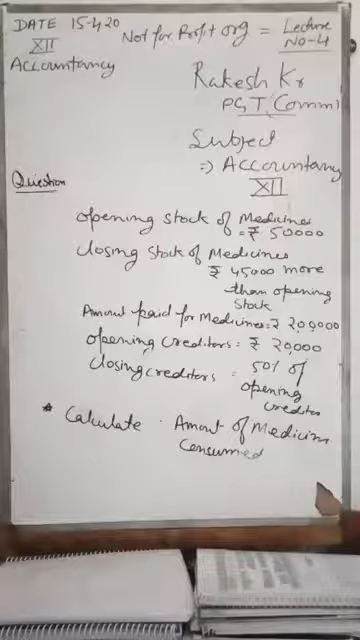 DATE 15-4-20 Not for Profit org = Lecture
XII NO-4
Accountancy
Rakesh Kr
PGT (Comm)
Subject
=> Accountancy
XII
Question
opening stock of Medicines
= ₹ 50000
closing stock of Medicines
₹ 45000 more
than opening
stock
Amount paid for Medicines = ₹ 200000
opening creditors = ₹ 20,000
closing creditors = 50% of
opening
creditor
* Calculate Amount of Medicine
Consumed